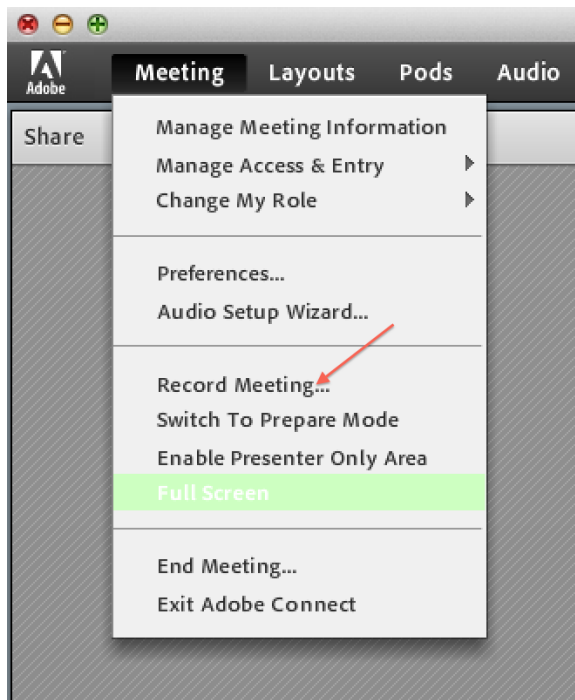 Adobe
Meeting Layouts Pods Audio
Share
Manage Meeting Information
Manage Access & Entry
Change My Role
Preferences...
Audio Setup Wizard...
Record Meeting...
Switch To Prepare Mode
Enable Presenter Only Area
Full Screen
End Meeting...
Exit Adobe Connect